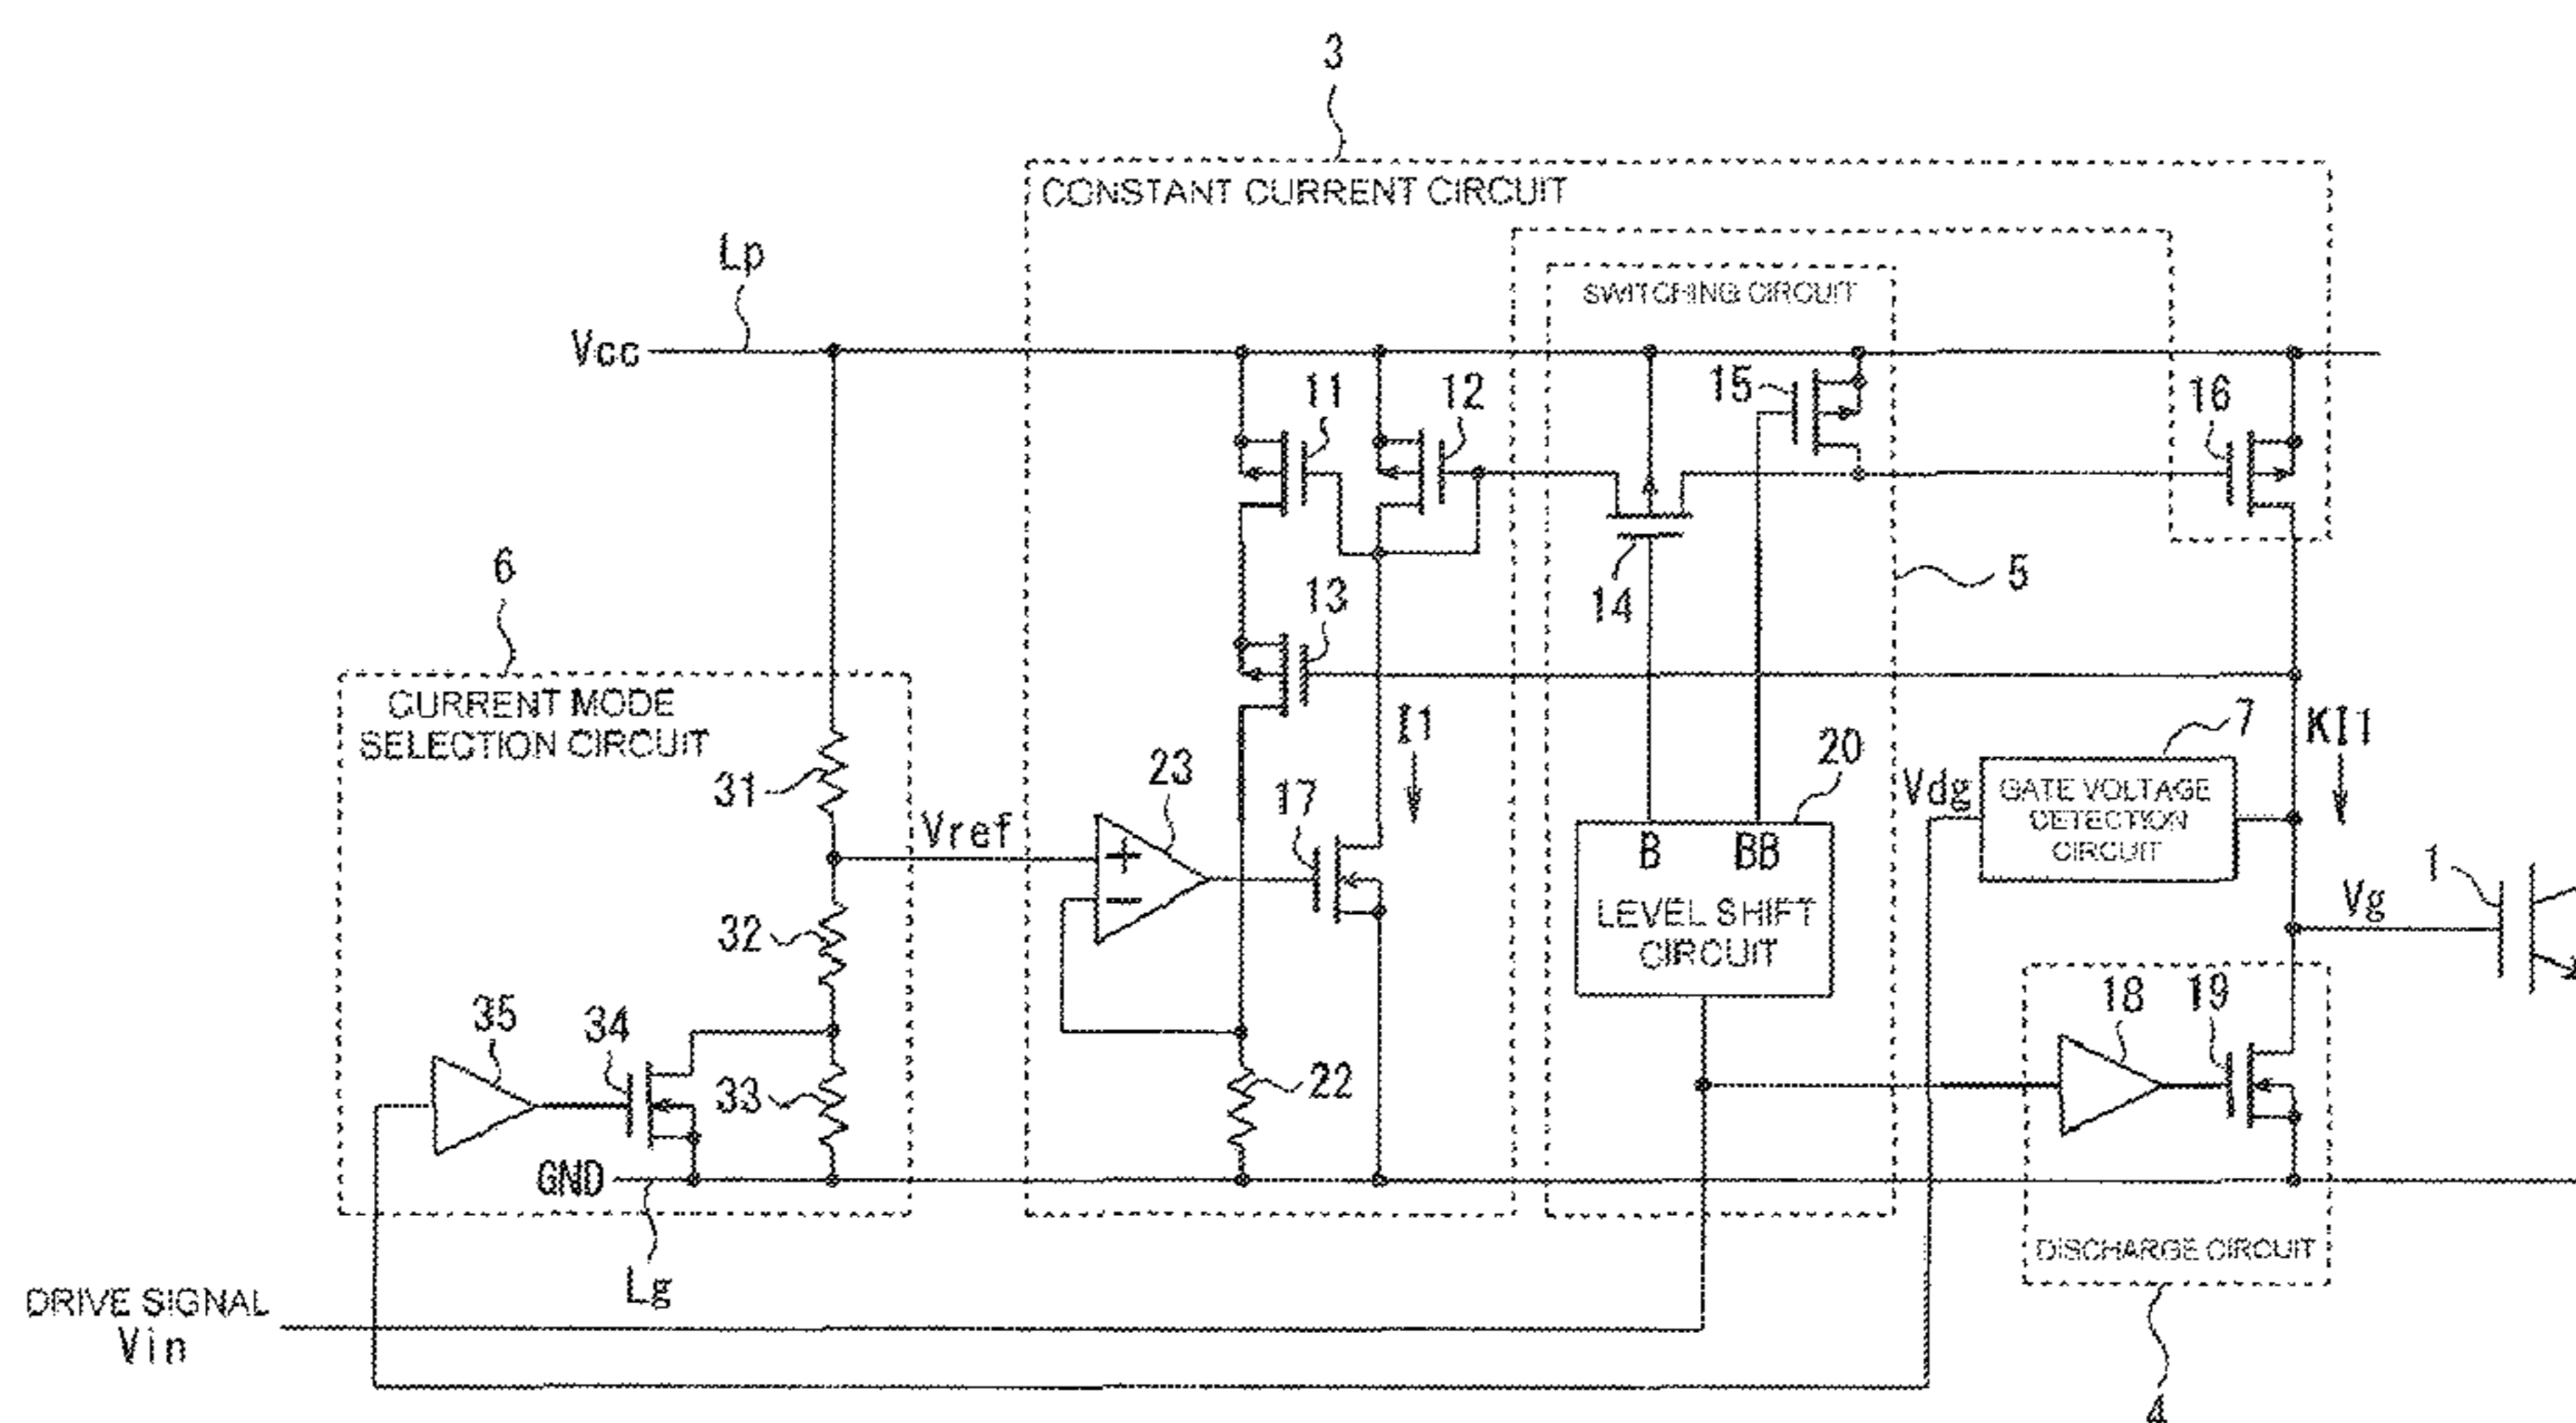 3
CONSTANT CURRENT CIRCUIT
Lp
SWITCHING CIRCUIT
Vcc
11
12
15
16
6
13
14
5
CURRENT MODE
SELECTION CIRCUIT
I1
7
KI1
31
23
17
20
Vdg
GATE VOLTAGE
DETECTION
CIRCUIT
Vref
B
BB
1
LEVEL SHIFT
CIRCUIT
Vg
32
18
19
35
34
33
22
GND
Lg
DISCHARGE CIRCUIT
DRIVE SIGNAL
Vin
4